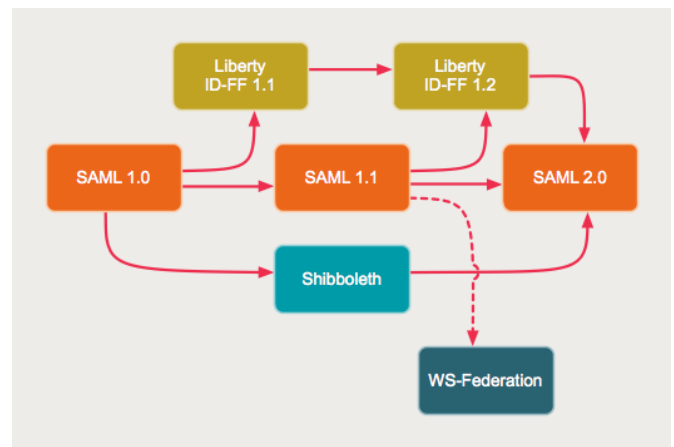 Liberty
ID-FF 1.1
Liberty
ID-FF 1.2
SAML 1.0
SAML 1.1
SAML 2.0
Shibboleth
WS-Federation